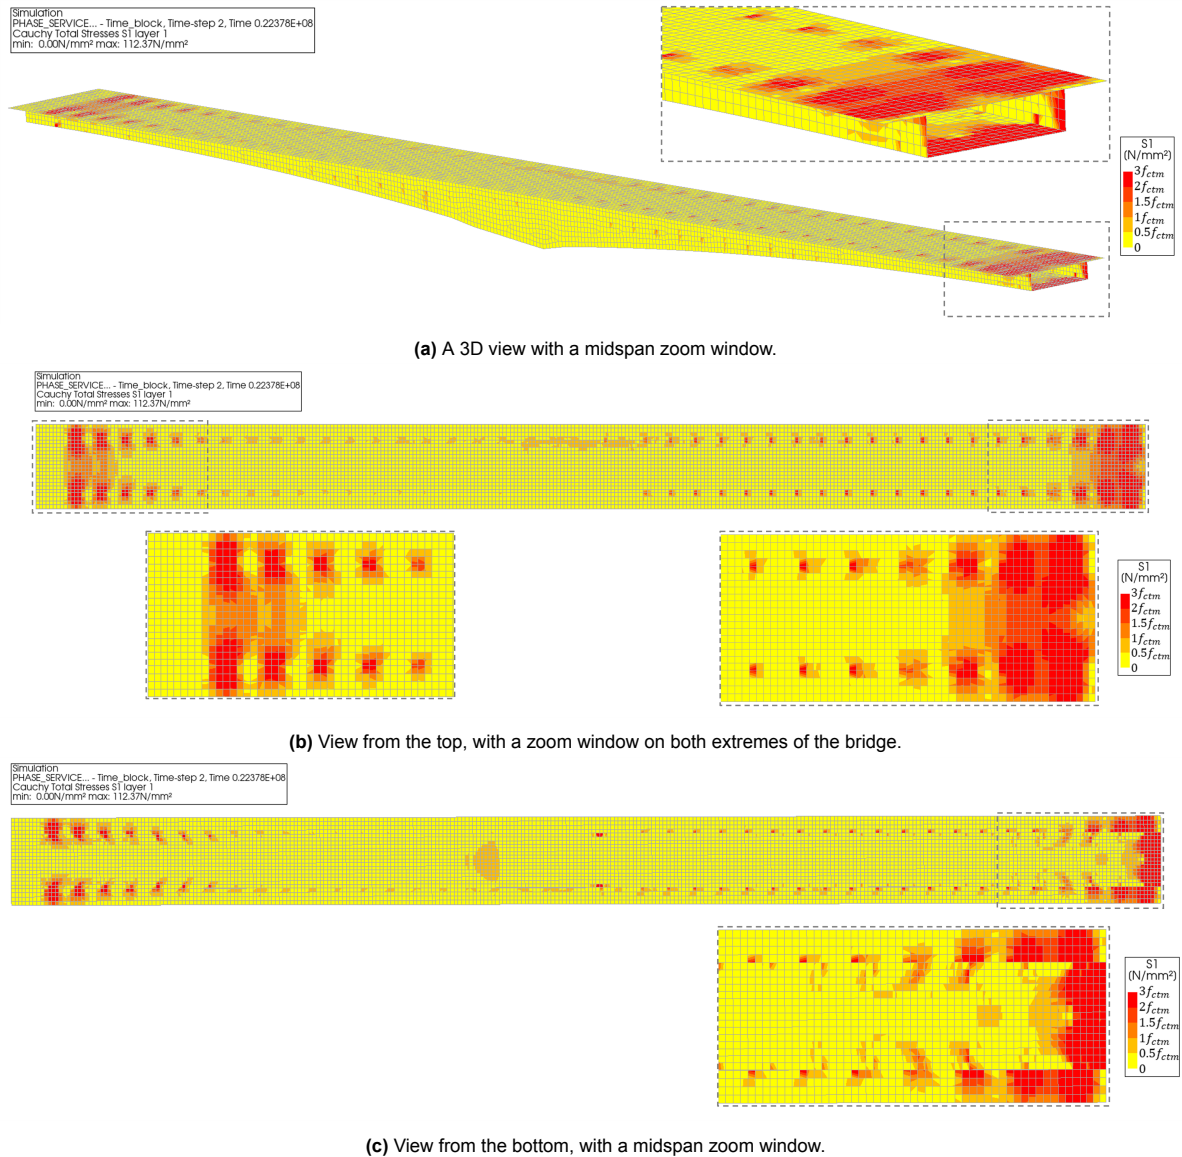 Simulation
PHASE_SERVICE... - Time_block, Time-step 2, Time 0.22378E+08
Cauchy Total Stresses S1 layer 1
min: 0.00N/mm² max: 112.37N/mm²
S1
(N/mm²)
3fctm
2fctm
1.5fctm
1fctm
0.5fctm
0
(a) A 3D view with a midspan zoom window.
Simulation
PHASE_SERVICE... - Time_block, Time-step 2, Time 0.22378E+08
Cauchy Total Stresses S1 layer 1
min: 0.00N/mm² max: 112.37N/mm²
S1
(N/mm²)
3fctm
2fctm
1.5fctm
1fctm
0.5fctm
0
(b) View from the top, with a zoom window on both extremes of the bridge.
Simulation
PHASE_SERVICE... - Time_block, Time-step 2, Time 0.22378E+08
Cauchy Total Stresses S1 layer 1
min: 0.00N/mm² max: 112.37N/mm²
S1
(N/mm²)
3fctm
2fctm
1.5fctm
1fctm
0.5fctm
0
(c) View from the bottom, with a midspan zoom window.